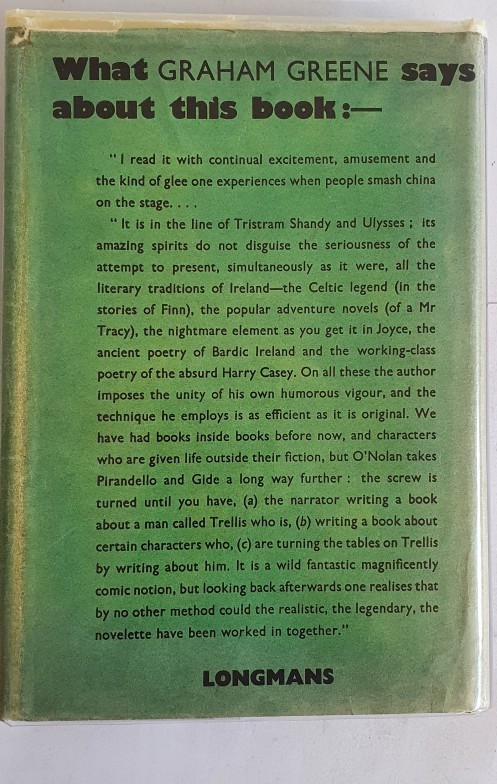 What GRAHAM GREENE says
about this book:—
"I read it with continual excitement, amusement and
the kind of glee one experiences when people smash china
on the stage. . . .
"It is in the line of Tristram Shandy and Ulysses; its
amazing spirits do not disguise the seriousness of the
attempt to present, simultaneously as it were, all the
literary traditions of Ireland—the Celtic legend (in the
stories of Finn), the popular adventure novels (of a Mr
Tracy), the nightmare element as you get it in Joyce, the
ancient poetry of Bardic Ireland and the working-class
poetry of the absurd Harry Casey. On all these the author
imposes the unity of his own humorous vigour, and the
technique he employs is as efficient as it is original. We
have had books inside books before now, and characters
who are given life outside their fiction, but O'Nolan takes
Pirandello and Gide a long way further: the screw is
turned until you have, (a) the narrator writing a book
about a man called Trellis who is, (b) writing a book about
certain characters who, (c) are turning the tables on Trellis
by writing about him. It is a wild fantastic magnificently
comic notion, but looking back afterwards one realises that
by no other method could the realistic, the legendary, the
novelette have been worked in together."
LONGMANS